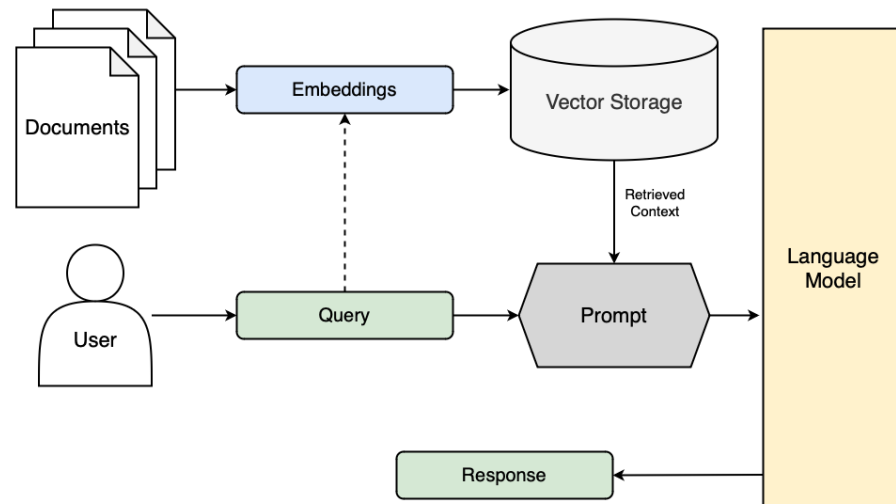 Documents
Embeddings
Vector Storage
Retrieved
Context
User
Query
Prompt
Language
Model
Response